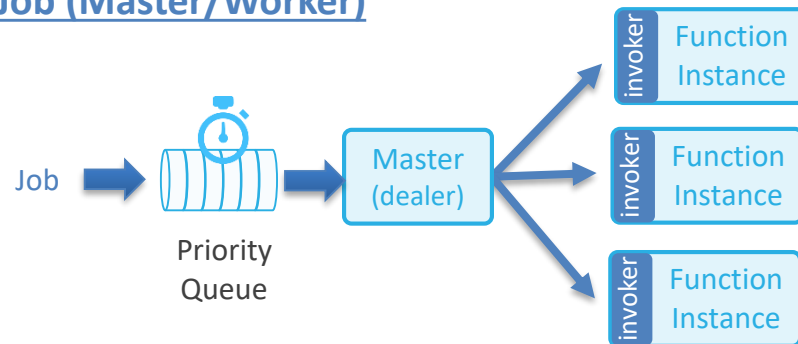 Job (Master/Worker)
Job
Priority
Queue
Master
(dealer)
invoker
Function
Instance
invoker
Function
Instance
invoker
Function
Instance